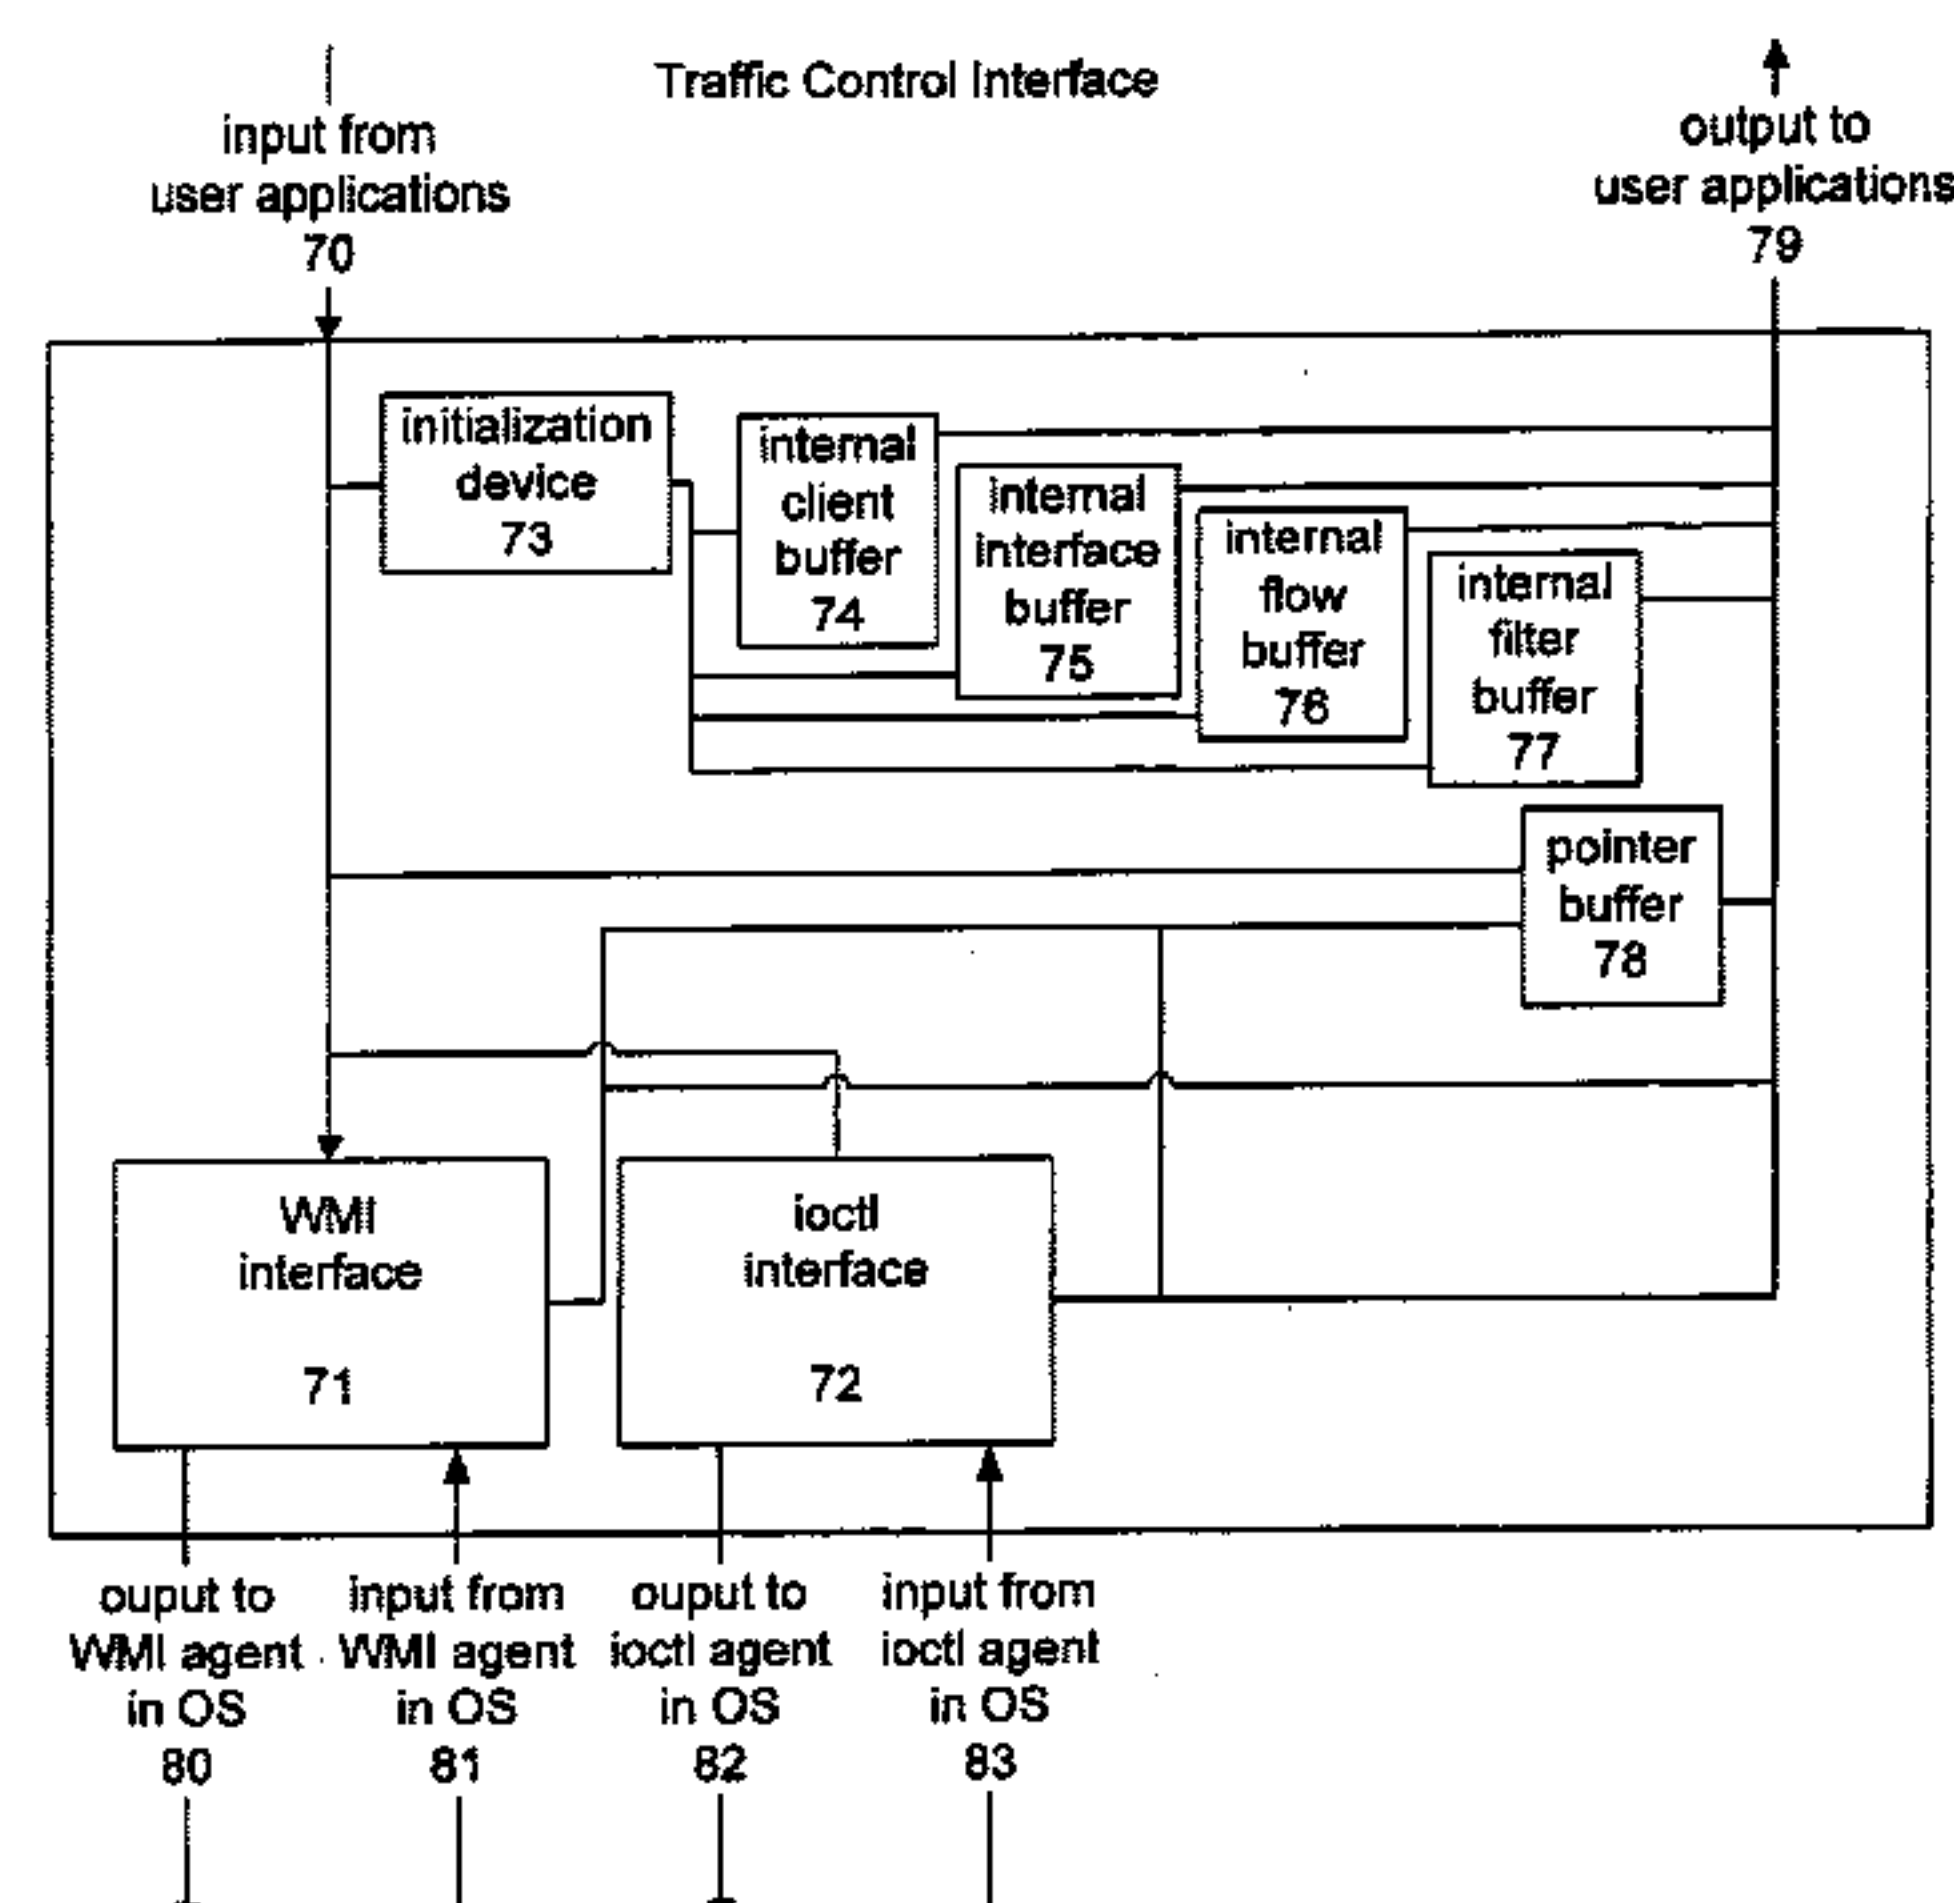 Traffic Control Interface
input from
user applications
70
output to
user applications
79
initialization
device
73
internal
client
buffer
74
internal
interface
buffer
75
internal
flow
buffer
76
internal
filter
buffer
77
pointer
buffer
78
WMI
interface
71
ioctl
interface
72
ouput to
WMI agent
in OS
80
input from
WMI agent
in OS
81
ouput to
ioctl agent
in OS
82
input from
ioctl agent
in OS
83